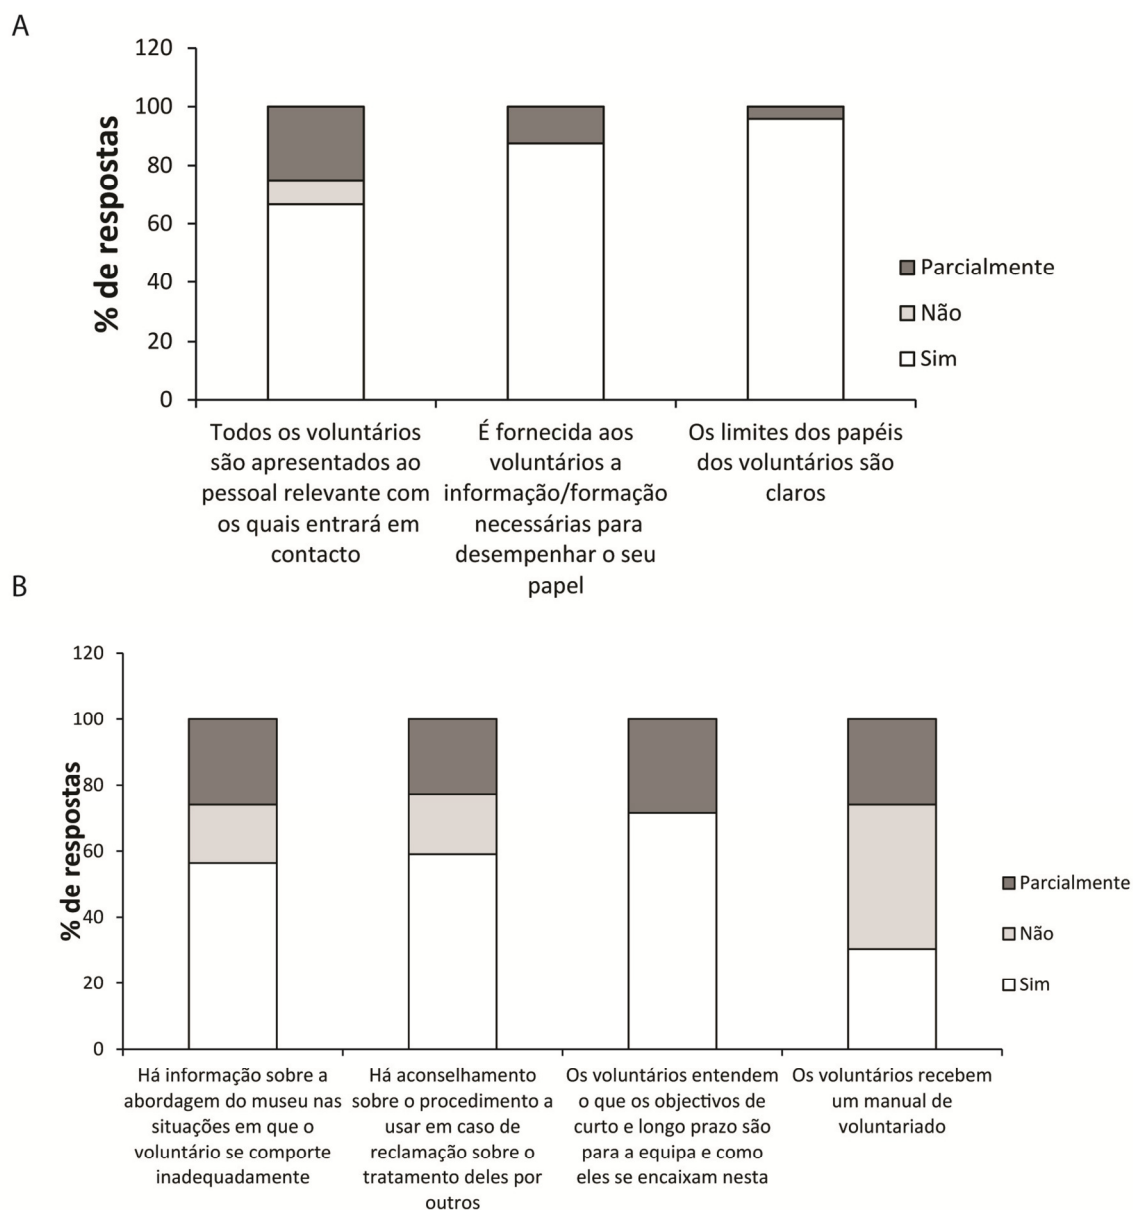 A
120
100
80
60
40
20
0
% de respostas
Parcialmente
Não
Sim
Todos os voluntários
são apresentados ao
pessoal relevante com
os quais entrará em
contacto
É fornecida aos
voluntários a
informação/formação
necessárias para
desempenhar o seu
papel
Os limites dos papéis
dos voluntários são
claros
B
120
100
80
60
40
20
0
% de respostas
Parcialmente
Não
Sim
Há informação sobre a
abordagem do museu nas
situações em que o
voluntário se comporte
inadequadamente
Há aconselhamento
sobre o procedimento a
usar em caso de
reclamação sobre o
tratamento deles por
outros
Os voluntários entendem
o que os objectivos de
curto e longo prazo são
para a equipa e como
eles se encaixam nesta
Os voluntários recebem
um manual de
voluntariado